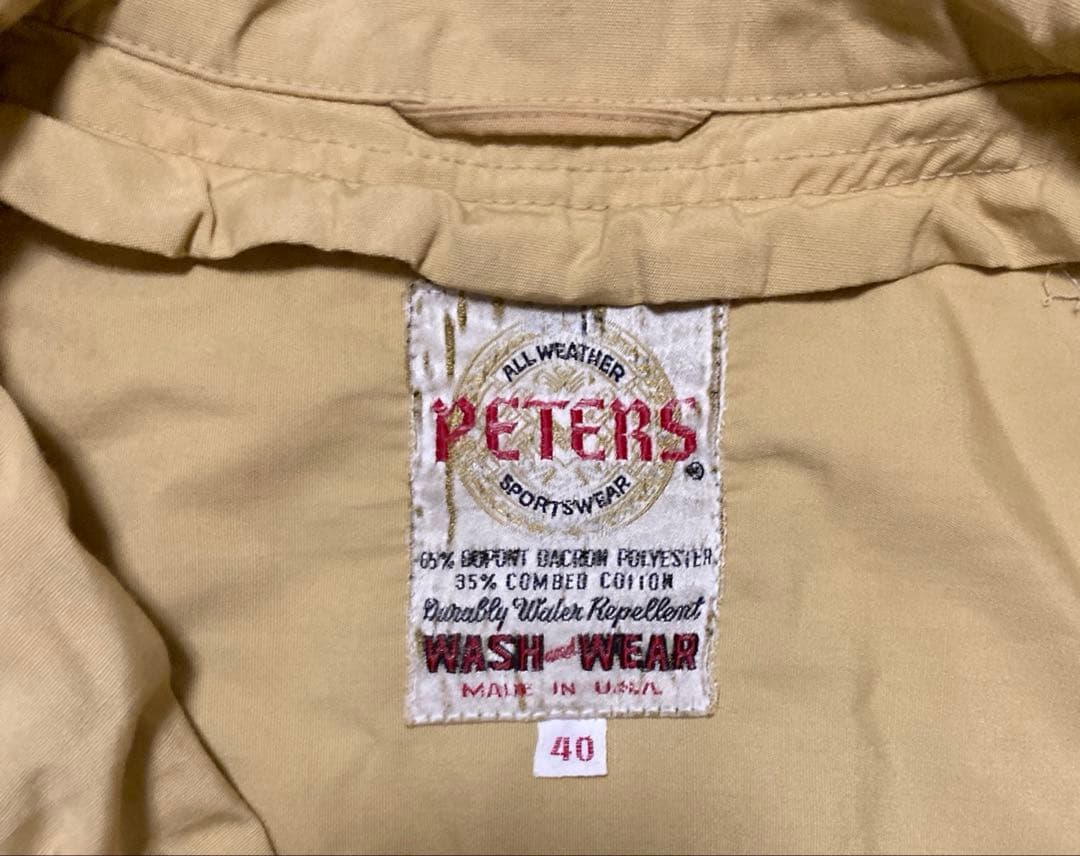 ALL WEATHER
PETERS®
SPORTSWEAR
65% DUPONT DACRON POLYESTER
35% COMBED COTTON
Durably Water Repellent
WASH and WEAR
MADE IN U.S.A.
40